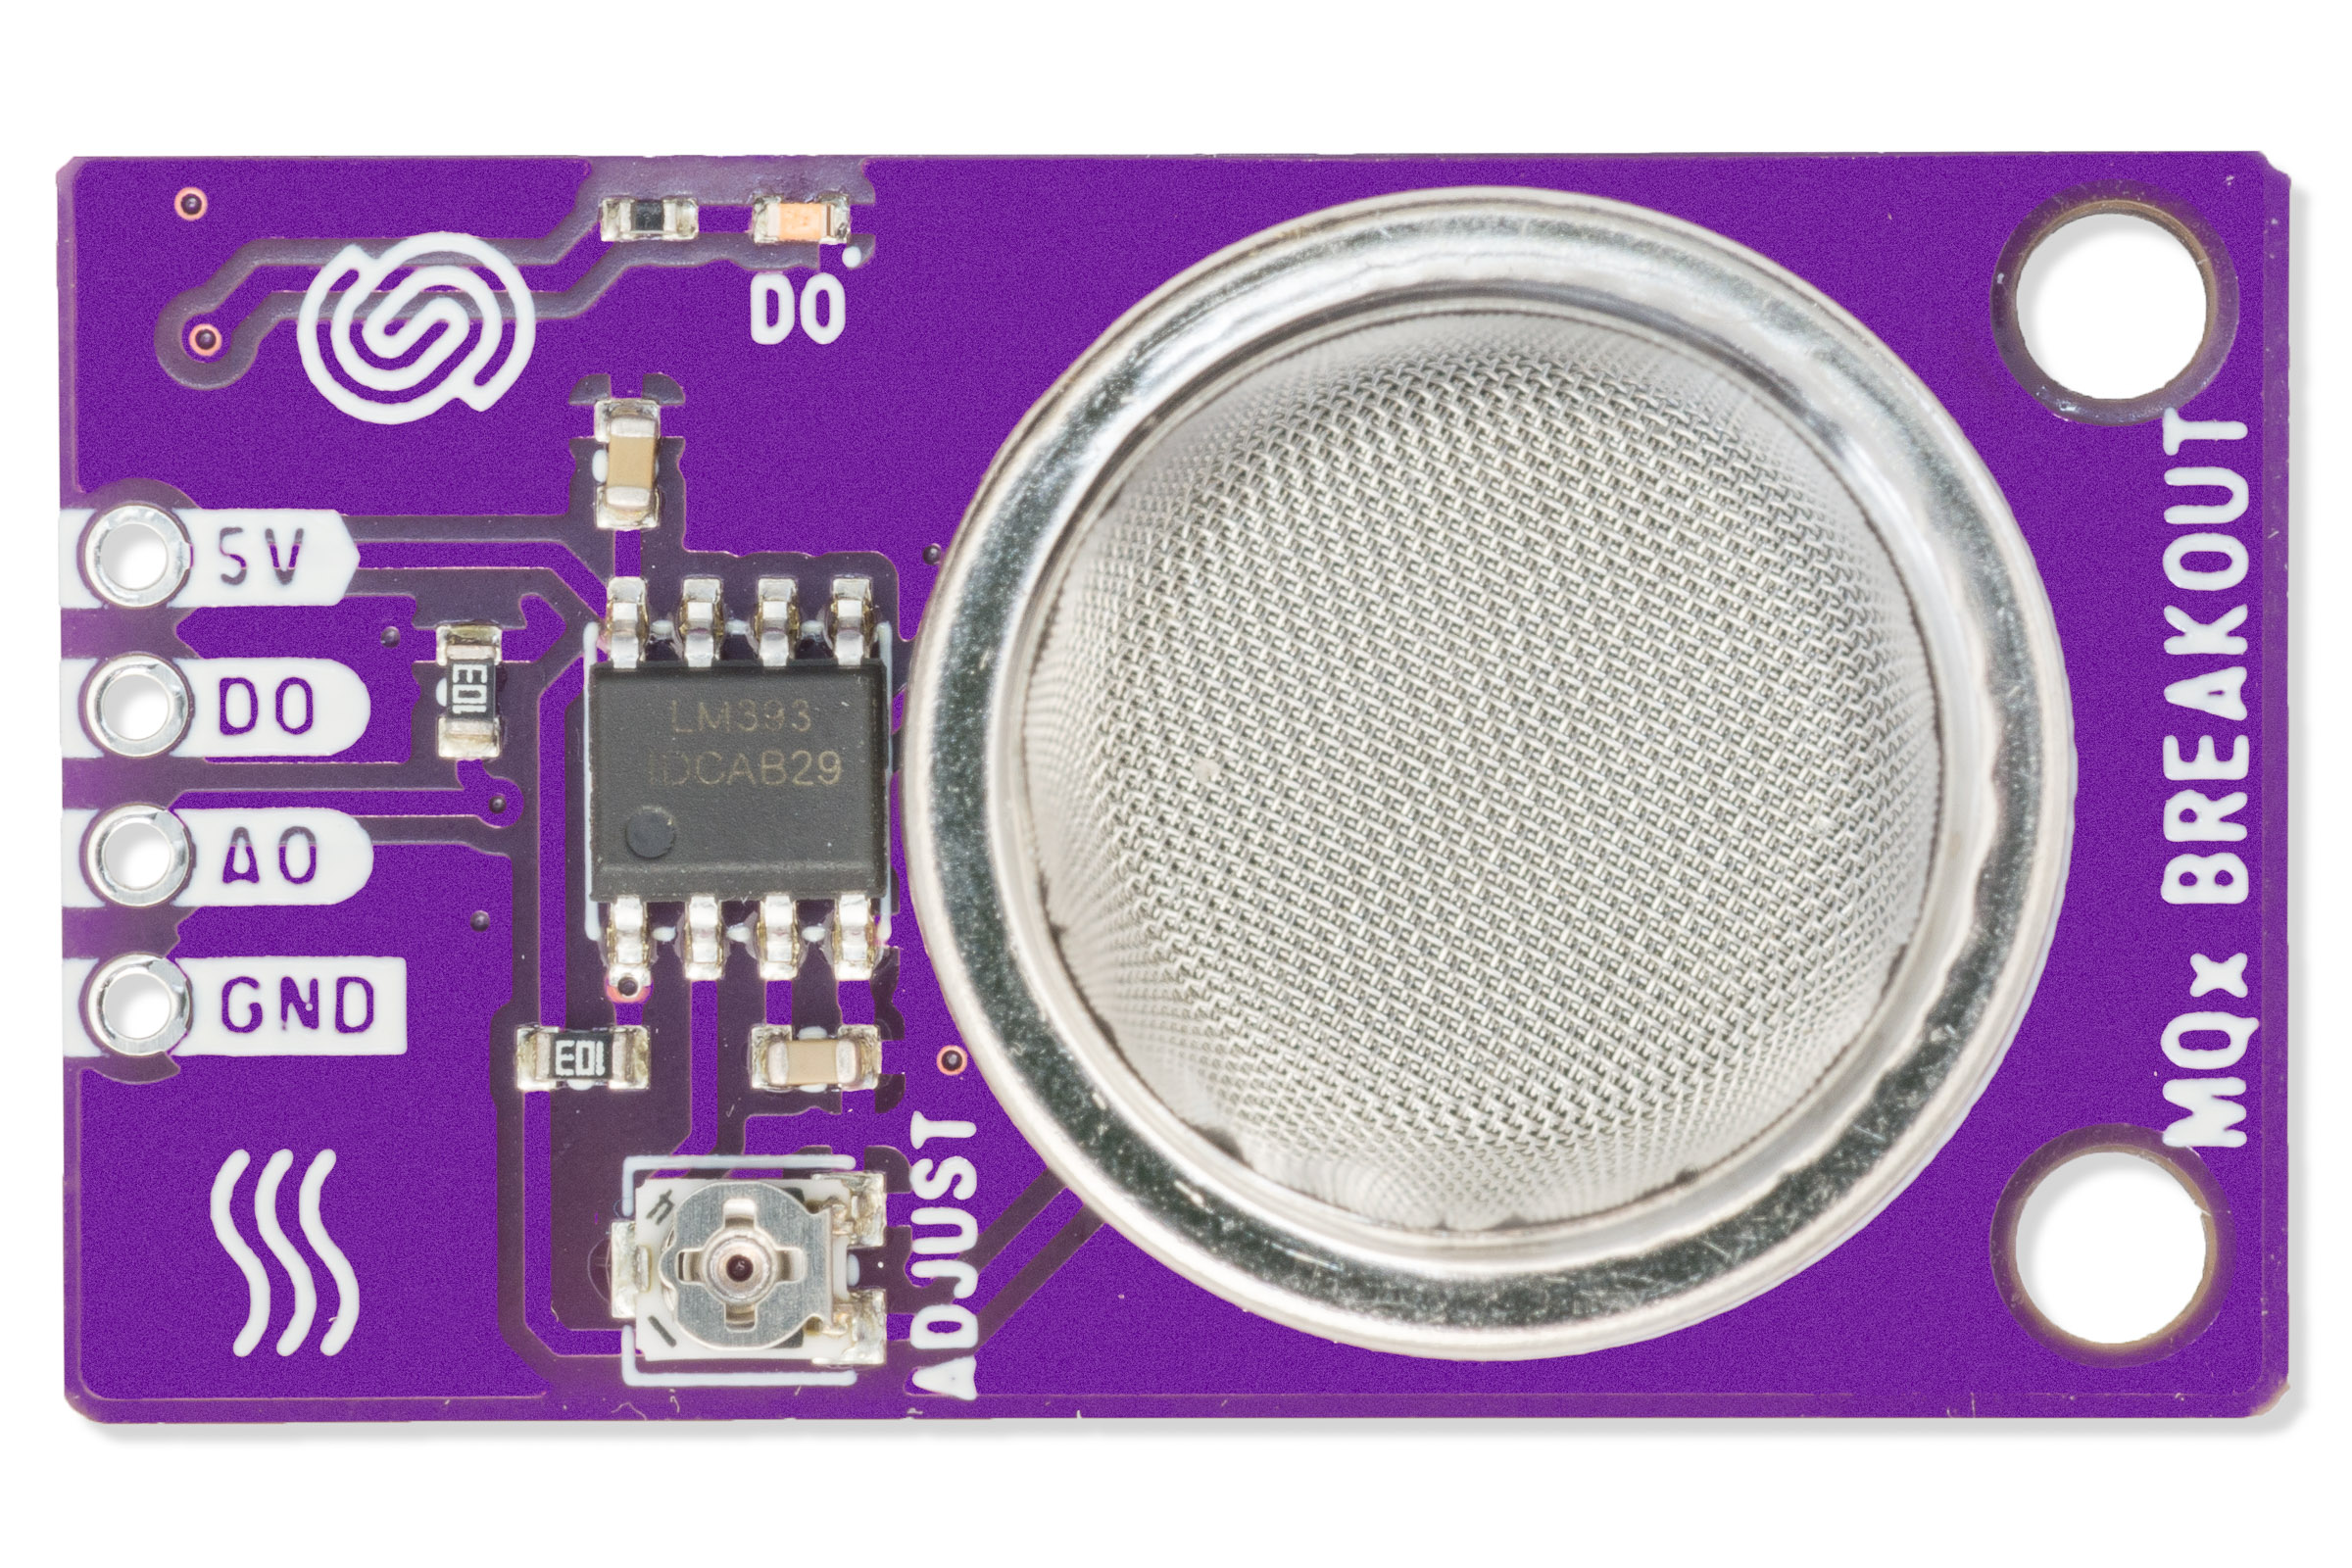 DO
5V
DO
AO
GND
103
LM393
IDCAB29
103
ADJUST
MQx BREAKOUT